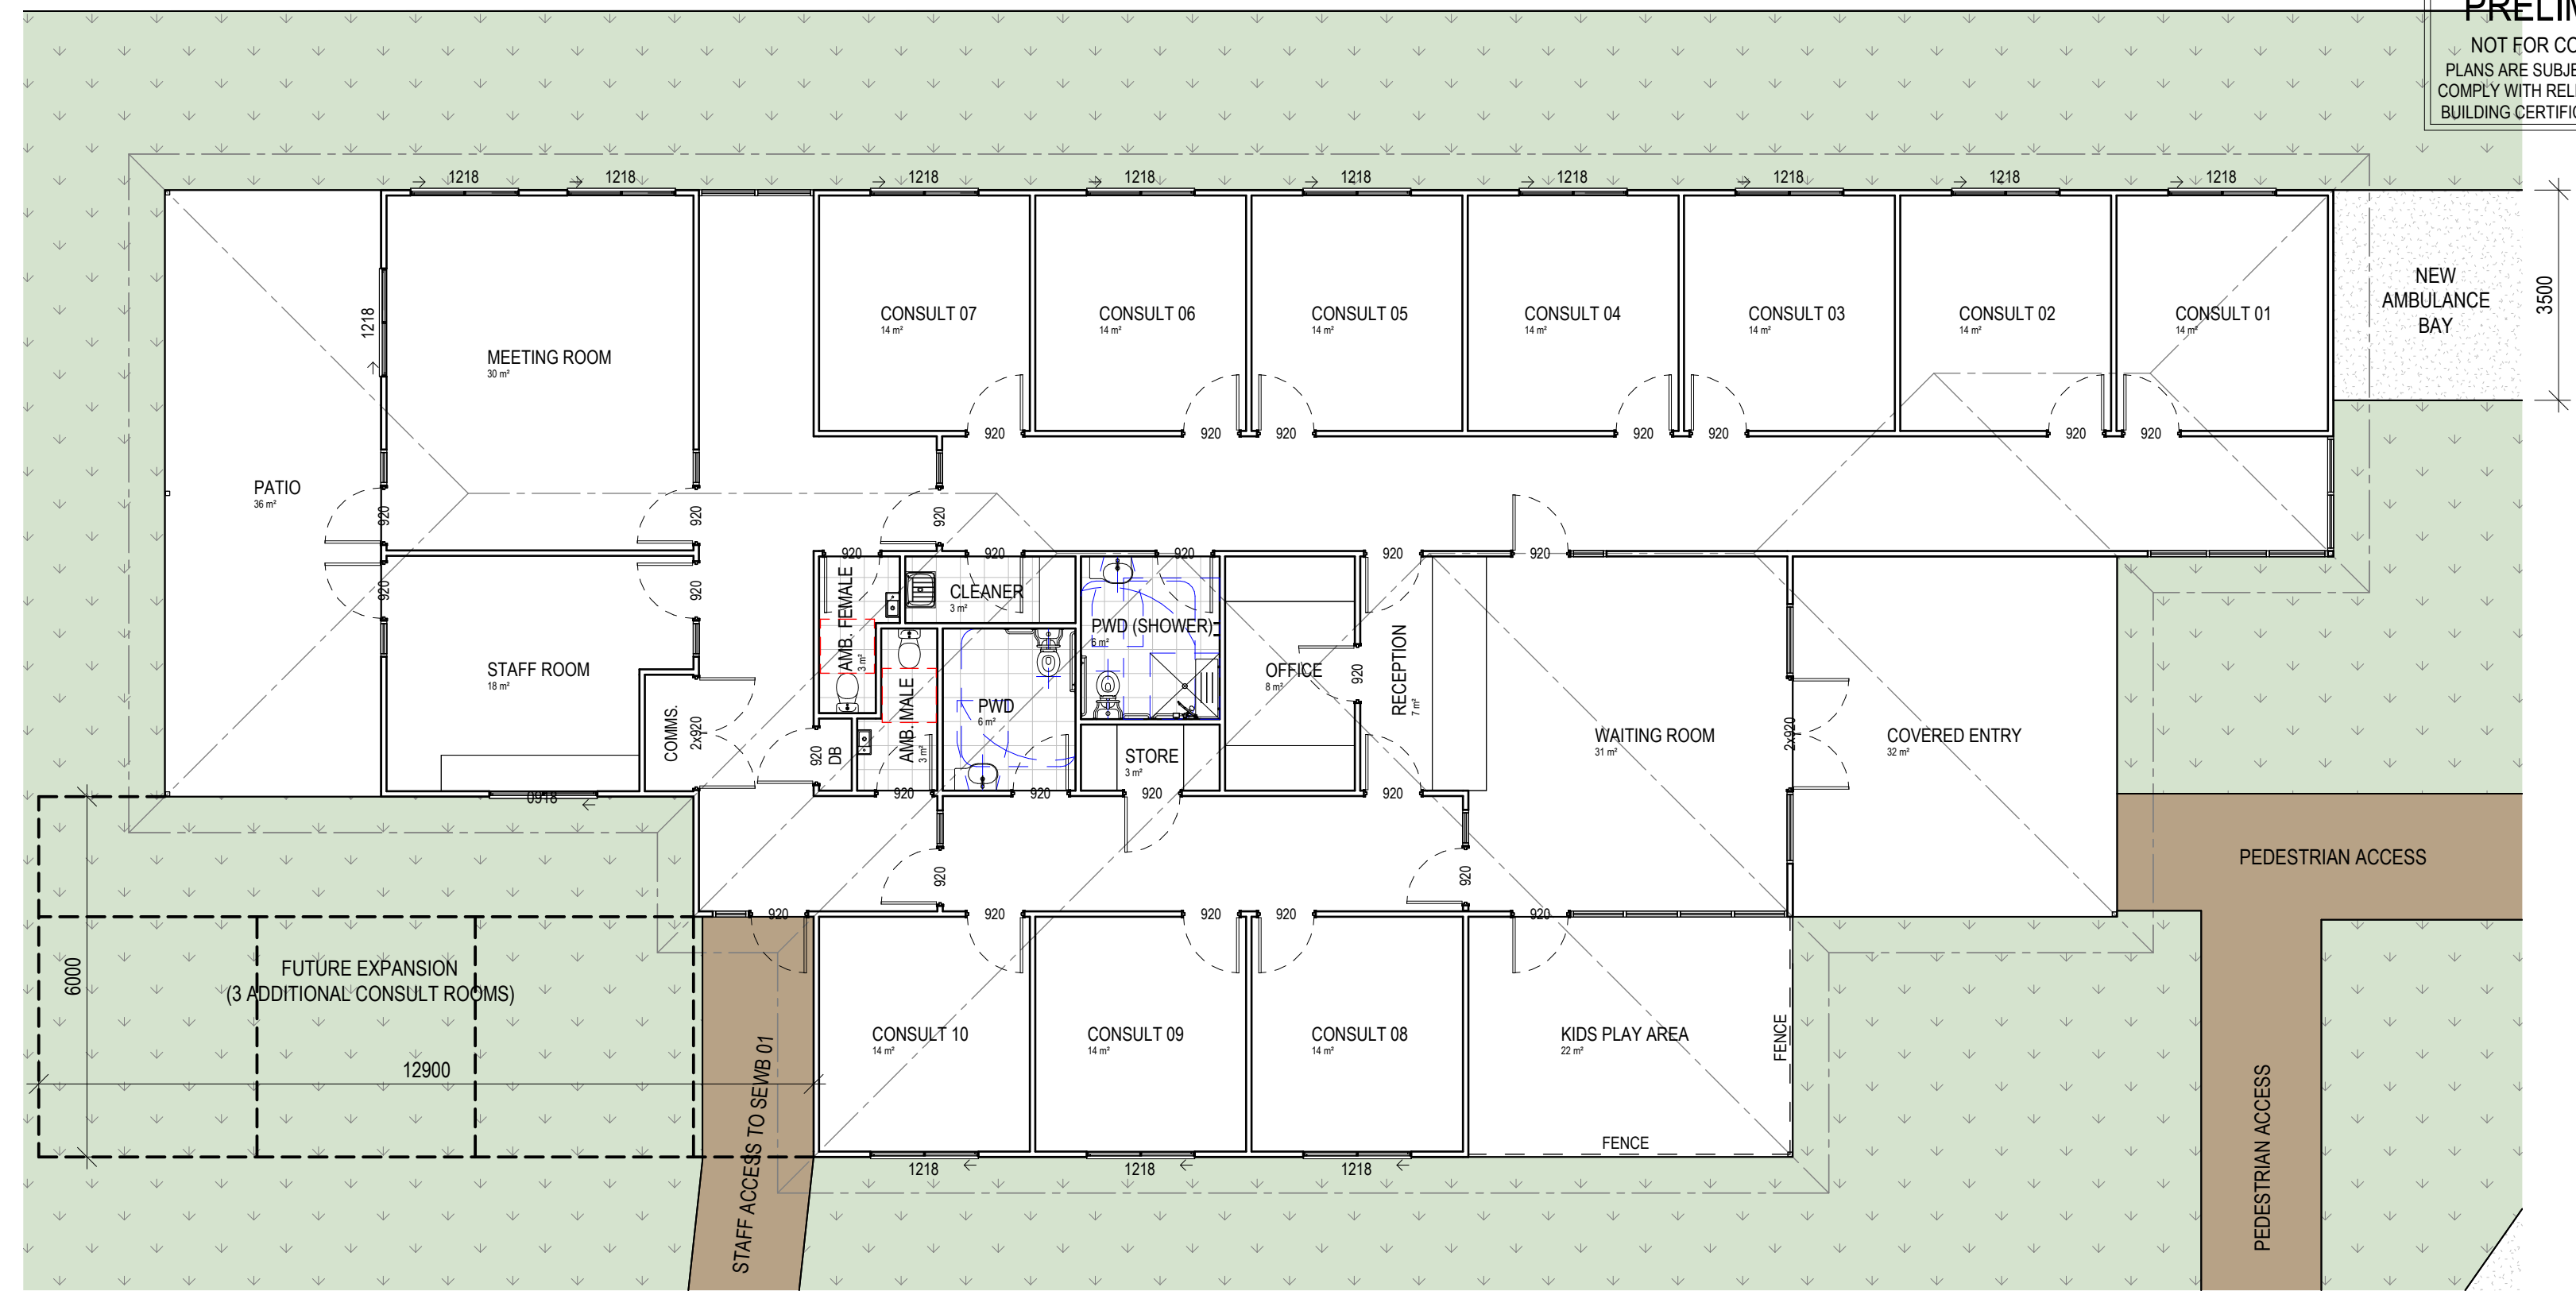 PRELIM
NOT FOR CO
PLANS ARE SUBJE
COMPLY WITH REL
BUILDING CERTIFI
1218
1218
1218
1218
1218
1218
1218
1218
1218
1218
MEETING ROOM
30 m²
CONSULT 07
14 m²
CONSULT 06
14 m²
CONSULT 05
14 m²
CONSULT 04
14 m²
CONSULT 03
14 m²
CONSULT 02
14 m²
CONSULT 01
14 m²
NEW
AMBULANCE
BAY
3500
920
920
920
920
920
920
920
PATIO
36 m²
920
920
920
920
920
920
920
920
920
920
920
STAFF ROOM
18 m²
COMMS.
2x920
920
DB
AMB. FEMALE
3 m²
CLEANER
3 m²
AMB. MALE
3 m²
PWD
6 m²
PWD (SHOWER)
6 m²
STORE
3 m²
OFFICE
8 m²
920
RECEPTION
7 m²
WAITING ROOM
31 m²
2x920
COVERED ENTRY
32 m²
0918
920
920
920
920
920
920
PEDESTRIAN ACCESS
920
920
920
920
920
FUTURE EXPANSION
(3 ADDITIONAL CONSULT ROOMS)
6000
12900
STAFF ACCESS TO SEWB 01
CONSULT 10
14 m²
CONSULT 09
14 m²
CONSULT 08
14 m²
KIDS PLAY AREA
22 m²
FENCE
FENCE
1218
1218
1218
PEDESTRIAN ACCESS